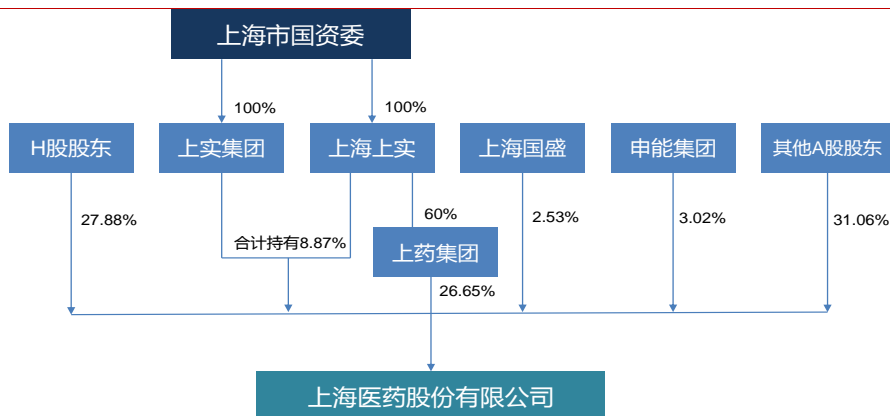 上海市国资委
100%
100%
H股股东
上实集团
上海上实
上海国盛
申能集团
其他A股股东
27.88%
合计持有8.87%
60%
2.53%
3.02%
31.06%
上药集团
26.65%
上海医药股份有限公司